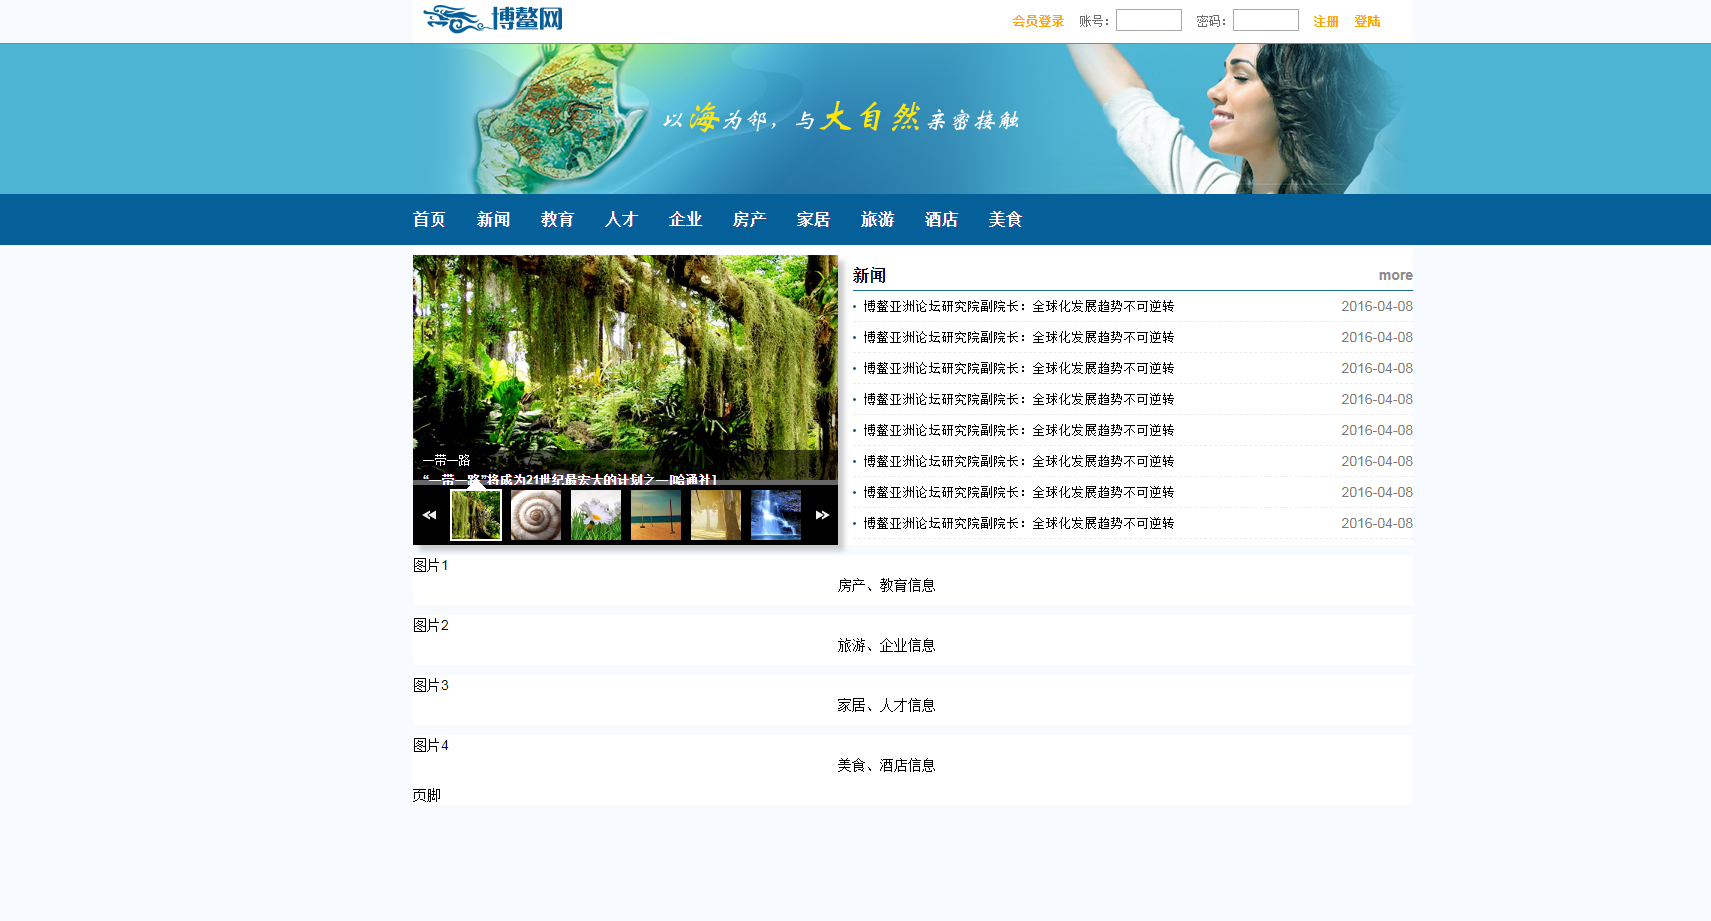 博鳌网
会员登录 账号： 密码： 注册 登陆
以海为邻，与大自然亲密接触
首页 新闻 教育 人才 企业 房产 家居 旅游 酒店 美食
一带一路
“一带一路”将成为21世纪最宏大的计划之一[哈通社]
新闻 more
博鳌亚洲论坛研究院副院长：全球化发展趋势不可逆转 2016-04-08
博鳌亚洲论坛研究院副院长：全球化发展趋势不可逆转 2016-04-08
博鳌亚洲论坛研究院副院长：全球化发展趋势不可逆转 2016-04-08
博鳌亚洲论坛研究院副院长：全球化发展趋势不可逆转 2016-04-08
博鳌亚洲论坛研究院副院长：全球化发展趋势不可逆转 2016-04-08
博鳌亚洲论坛研究院副院长：全球化发展趋势不可逆转 2016-04-08
博鳌亚洲论坛研究院副院长：全球化发展趋势不可逆转 2016-04-08
博鳌亚洲论坛研究院副院长：全球化发展趋势不可逆转 2016-04-08
图片1
房产、教育信息
图片2
旅游、企业信息
图片3
家居、人才信息
图片4
美食、酒店信息
页脚